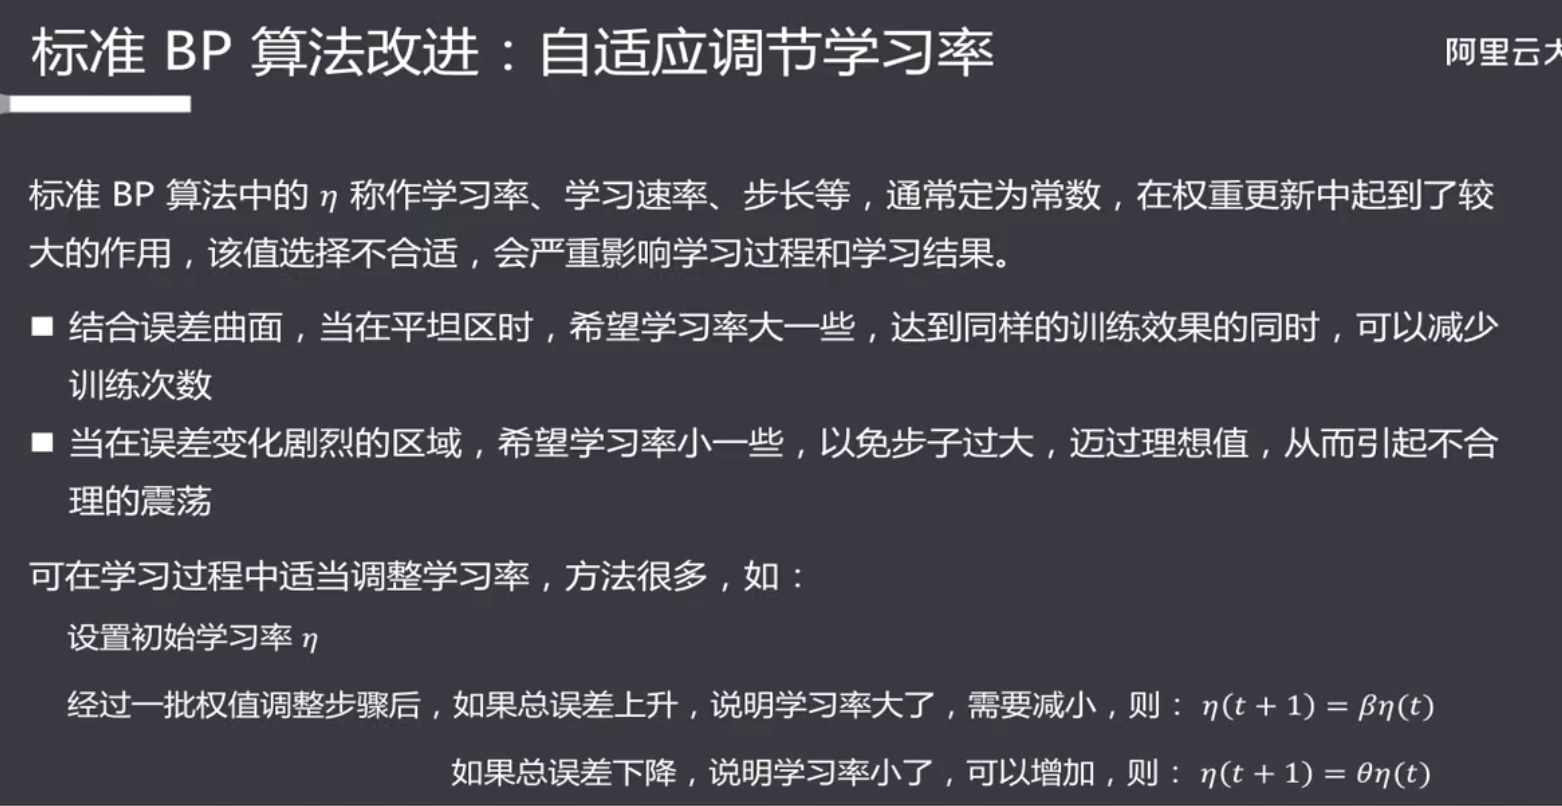 标准 BP 算法改进：自适应调节学习率
阿里云大
标准 BP 算法中的 η 称作学习率、学习速率、步长等，通常定为常数，在权重更新中起到了较
大的作用，该值选择不合适，会严重影响学习过程和学习结果。
■ 结合误差曲面，当在平坦区时，希望学习率大一些，达到同样的训练效果的同时，可以减少
训练次数
■ 当在误差变化剧烈的区域，希望学习率小一些，以免步子过大，迈过理想值，从而引起不合
理的震荡
可在学习过程中适当调整学习率，方法很多，如：
设置初始学习率 η
经过一批权值调整步骤后，如果总误差上升，说明学习率大了，需要减小，则： η(t + 1) = βη(t)
如果总误差下降，说明学习率小了，可以增加，则： η(t + 1) = θη(t)